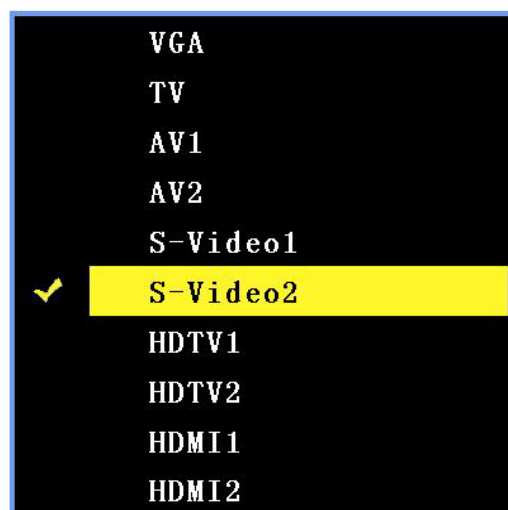 VGA
TV
AV1
AV2
S-Video1
S-Video2
HDTV1
HDTV2
HDMI1
HDMI2